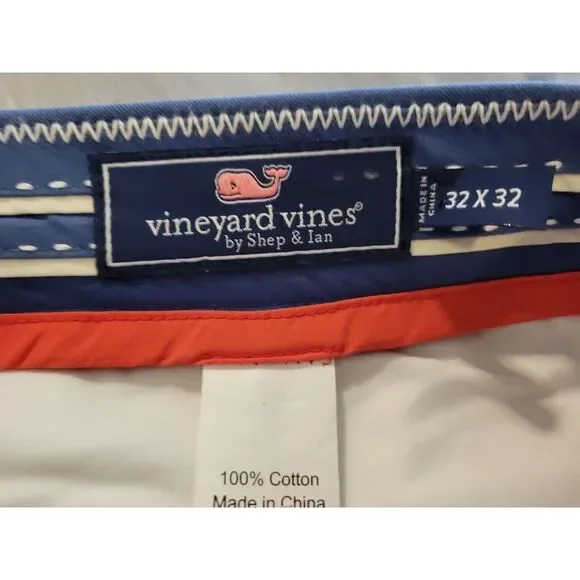 vineyard vines®
by Shep & Ian
MADE IN
CHINA
32 X 32
100% Cotton
Made in China